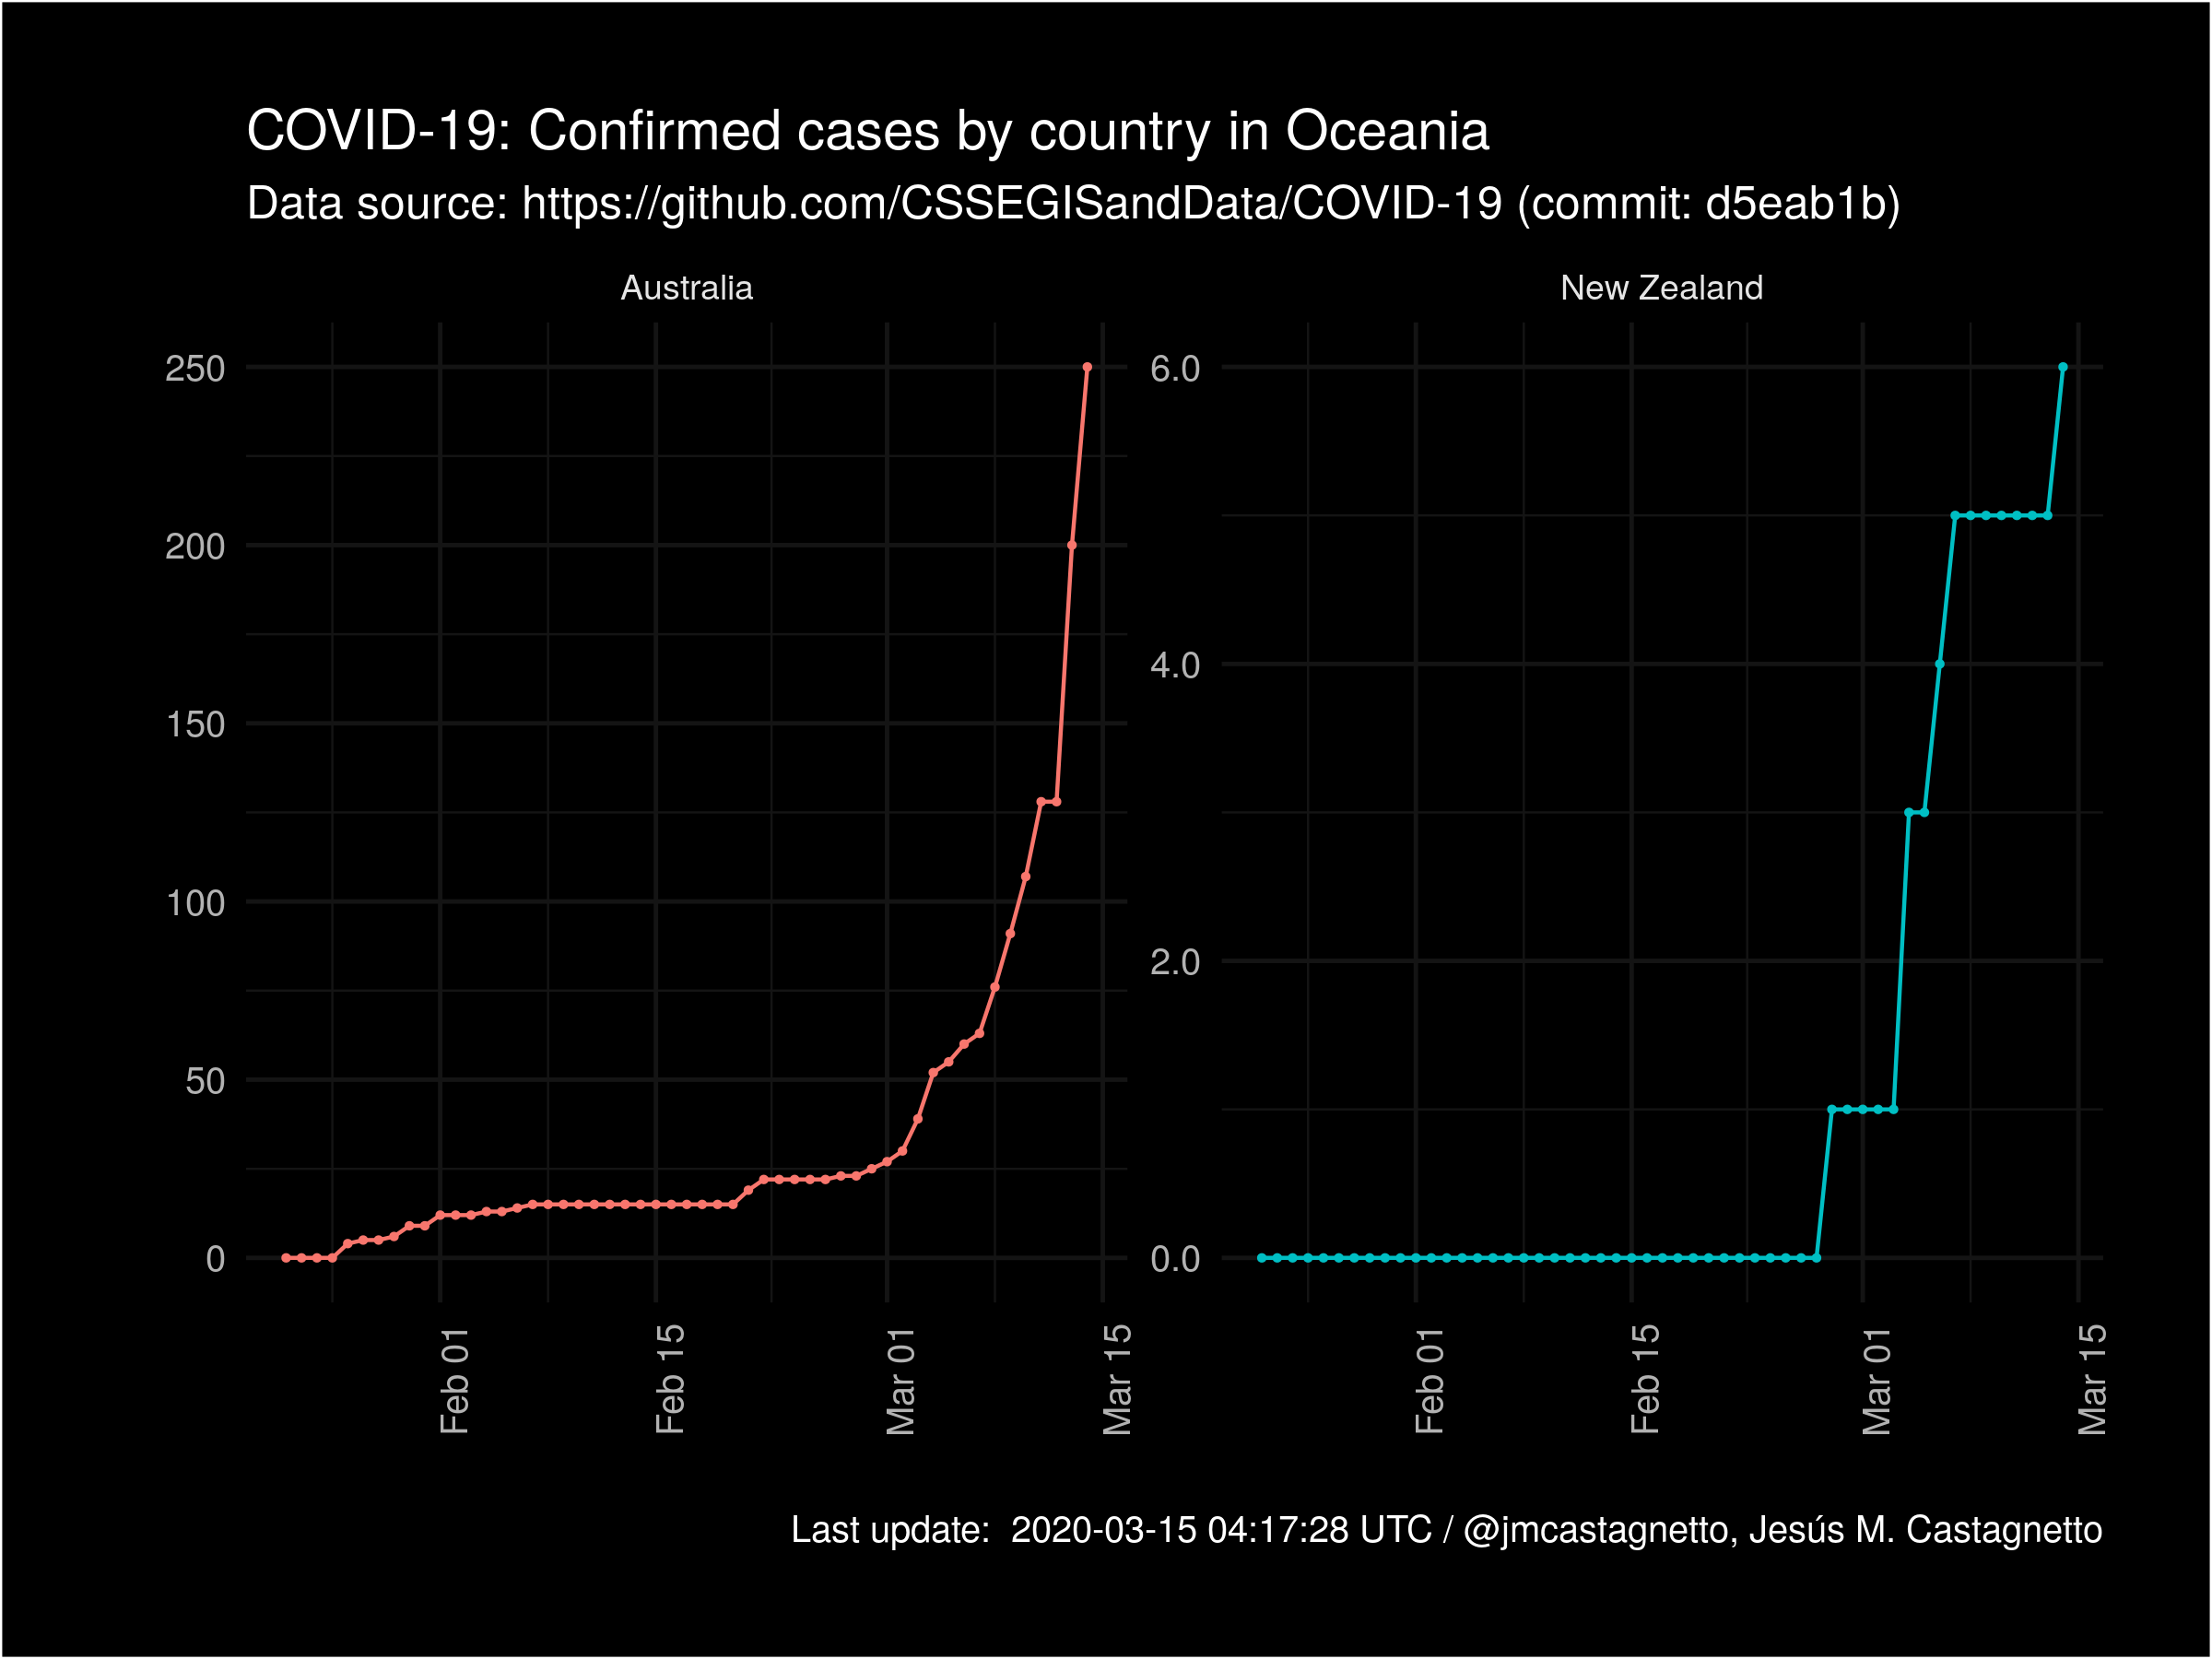 COVID-19: Confirmed cases by country in Oceania
Data source: https://github.com/CSSEGISandData/COVID-19 (commit: d5eab1b)
Australia
New Zealand
250
200
150
100
50
0
6.0
4.0
2.0
0.0
Feb 01
Feb 15
Mar 01
Mar 15
Feb 01
Feb 15
Mar 01
Mar 15
Last update:  2020-03-15 04:17:28 UTC / @jmcastagnetto, Jesús M. Castagnetto